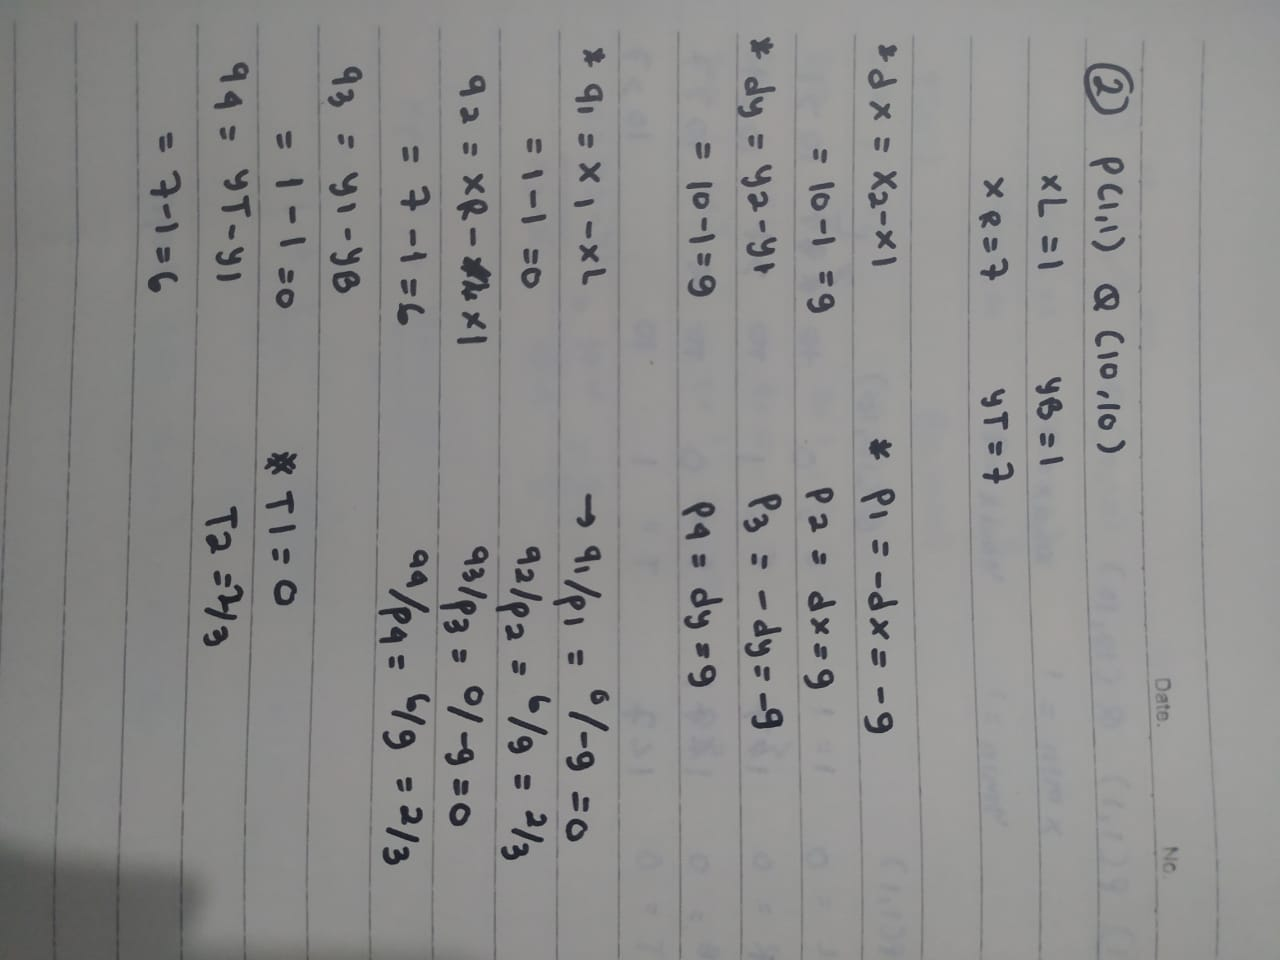 Date.
No.
② P(1,1) Q (10,10)
xL = 1 yB = 1
xR = 7 yT = 7
* dx = x2-x1
= 10-1 = 9
* dy = y2-y1
= 10-1 = 9
* p1 = -dx = -9
p2 = dx = 9
p3 = -dy = -9
p4 = dy = 9
* q1 = x1-xL
= 1-1 = 0
q2 = xR - x1
= 7-1 = 6
q3 = y1-yB
= 1-1 = 0
q4 = yT-y1
= 7-1 = 6
→ q1/p1 = 0/-9 = 0
q2/p2 = 6/9 = 2/3
q3/p3 = 0/-9 = 0
q4/p4 = 6/9 = 2/3
* T1 = 0
T2 = 2/3